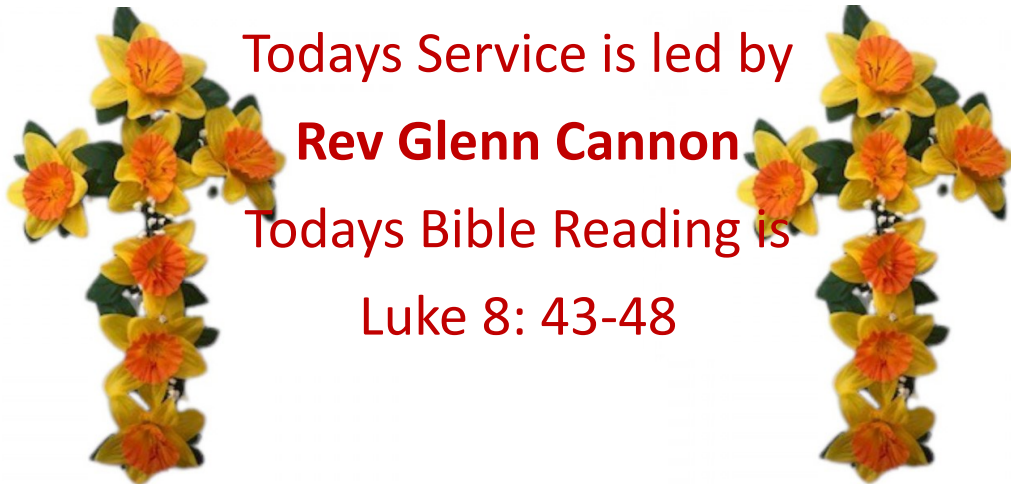 Todays Service is led by
Rev Glenn Cannon
Todays Bible Reading is
Luke 8: 43-48